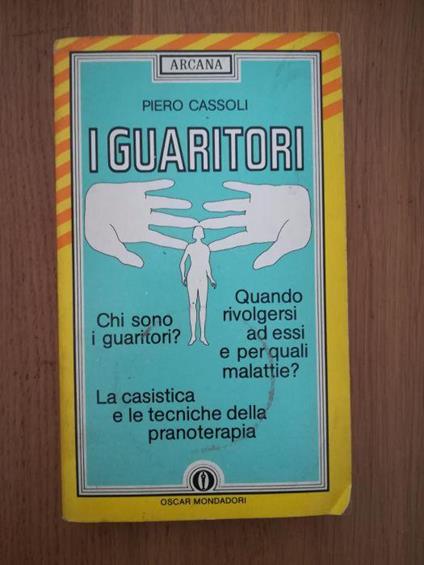 ARCANA
PIERO CASSOLI
I GUARITORI
Chi sono
i guaritori?
Quando
rivolgersi
ad essi
e per quali
malattie?
La casistica
e le tecniche della
pranoterapia
OSCAR MONDADORI